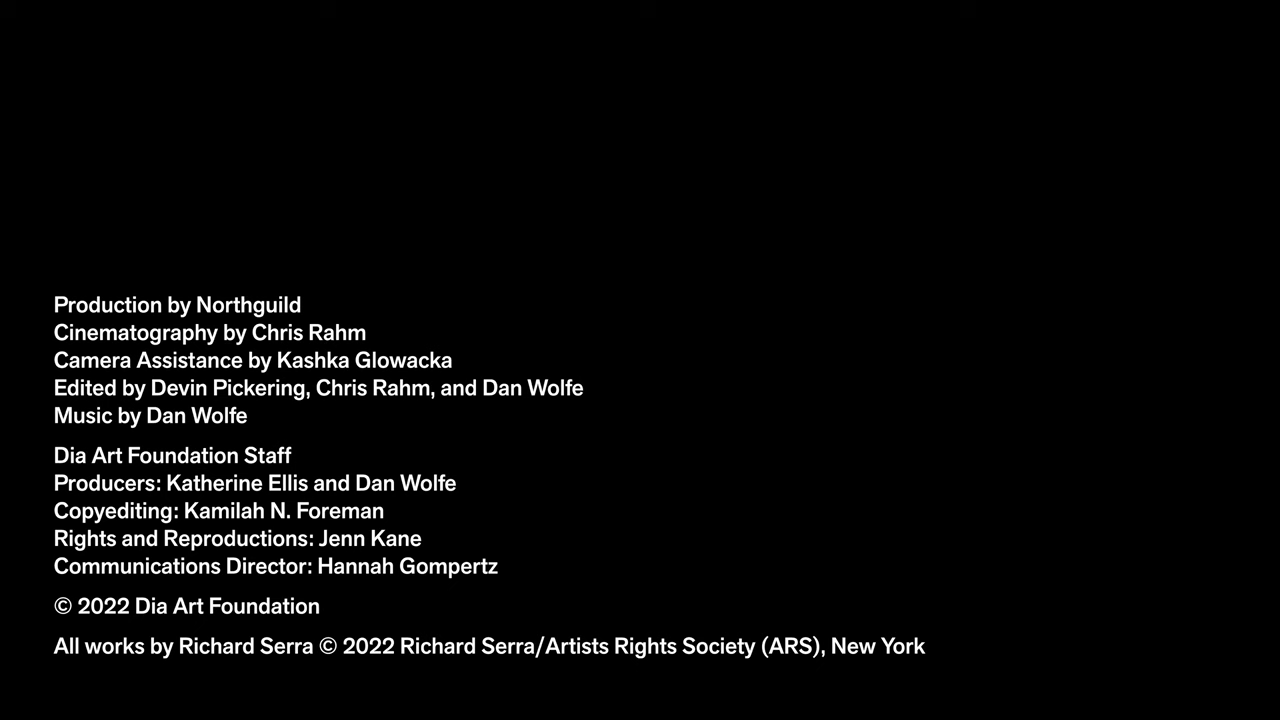 Production by Northguild
Cinematography by Chris Rahm
Camera Assistance by Kashka Glowacka
Edited by Devin Pickering, Chris Rahm, and Dan Wolfe
Music by Dan Wolfe
Dia Art Foundation Staff
Producers: Katherine Ellis and Dan Wolfe
Copyediting: Kamilah N. Foreman
Rights and Reproductions: Jenn Kane
Communications Director: Hannah Gompertz
© 2022 Dia Art Foundation
All works by Richard Serra © 2022 Richard Serra/Artists Rights Society (ARS), New York